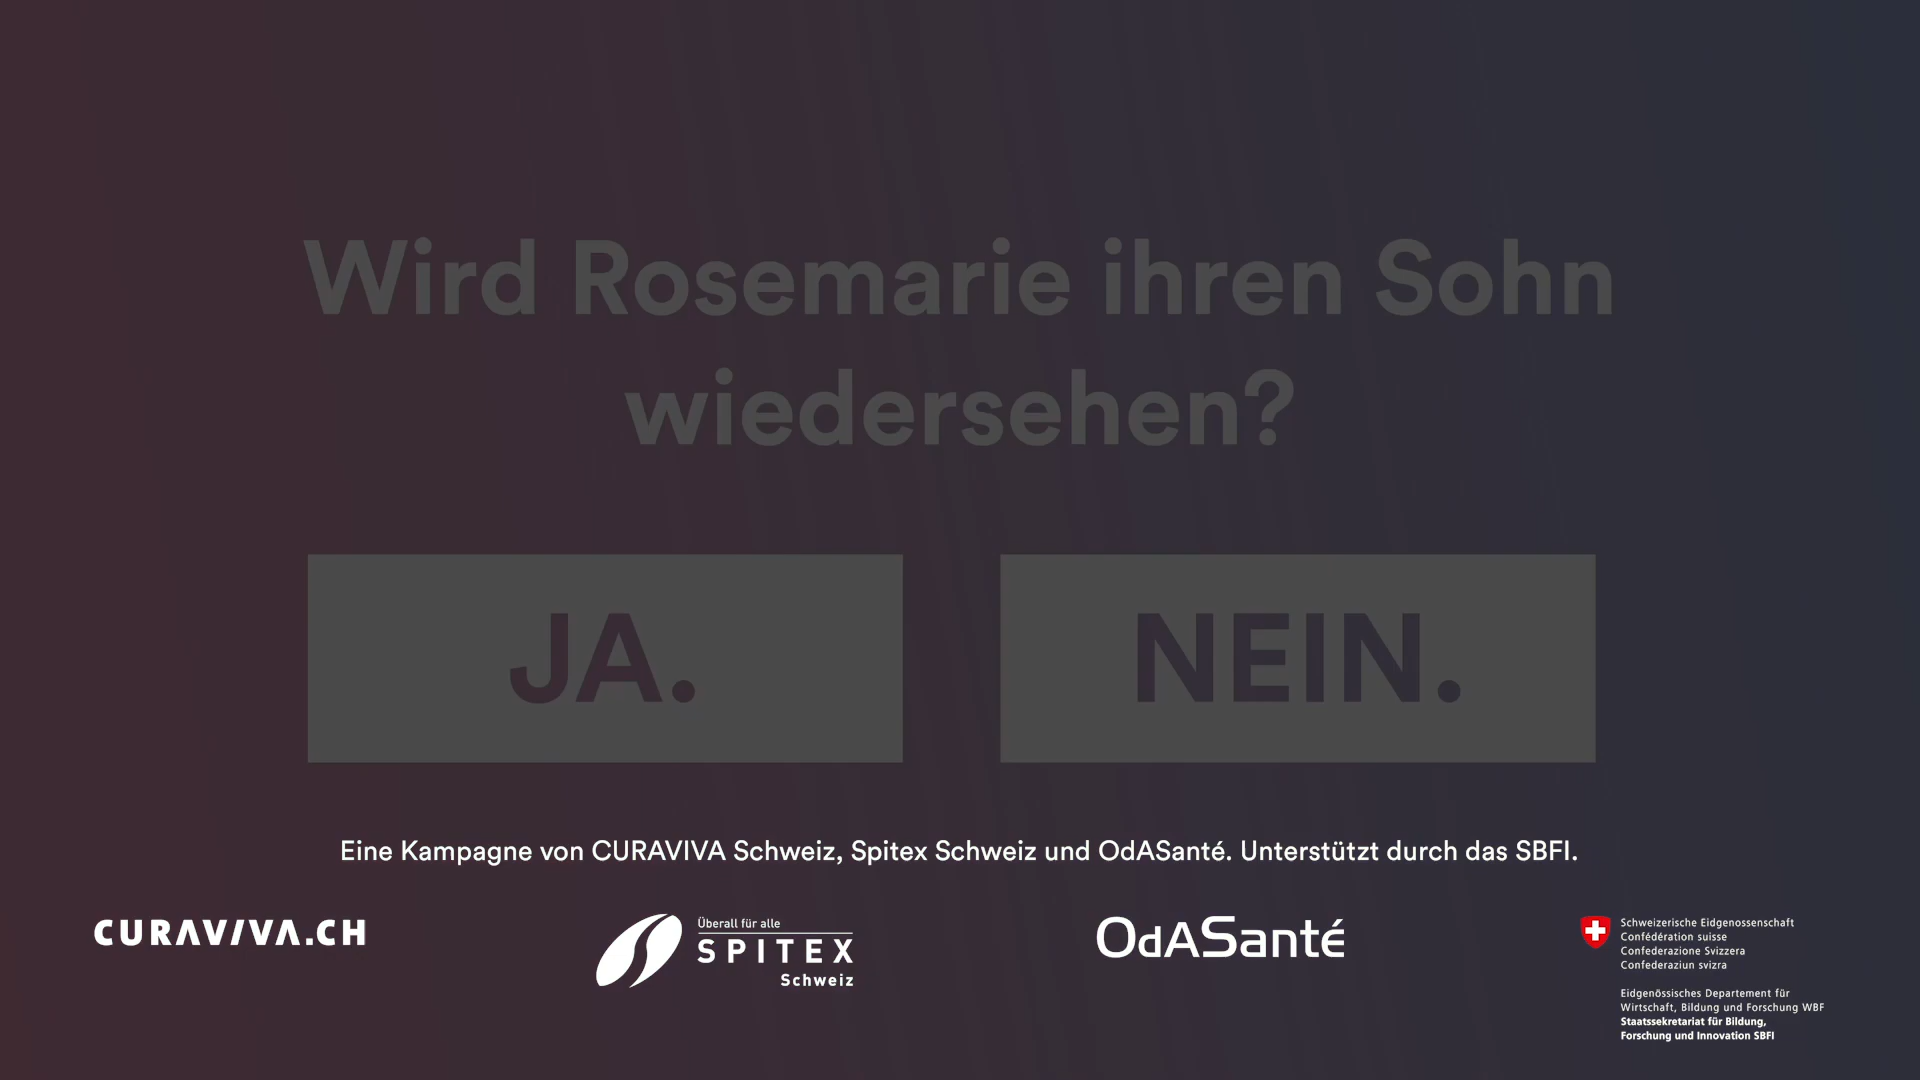 Wird Rosemarie ihren Sohn
wiedersehen?
JA.
NEIN.
Eine Kampagne von CURAVIVA Schweiz, Spitex Schweiz und OdASanté. Unterstützt durch das SBFI.
CURAVIVA.CH
Überall für alle
SPITEX
Schweiz
OdASanté
Schweizerische Eidgenossenschaft
Confédération suisse
Confederazione Svizzera
Confederaziun svizra
Eidgenössisches Departement für
Wirtschaft, Bildung und Forschung WBF
Staatssekretariat für Bildung,
Forschung und Innovation SBFI